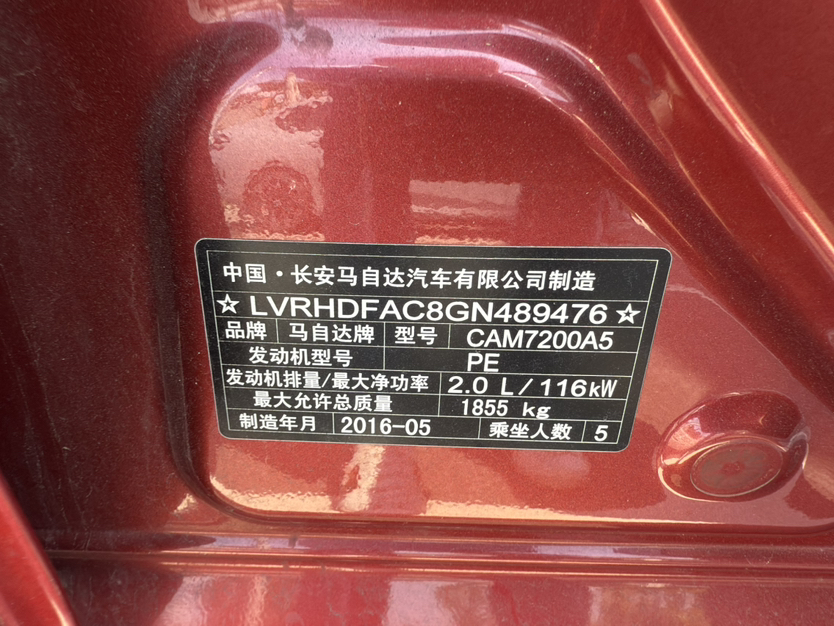 中国·长安马自达汽车有限公司制造
☆LVRHDFAC8GN489476☆
品牌 马自达牌 型号 CAM7200A5
发动机型号 PE
发动机排量/最大净功率 2.0 L/116kW
最大允许总质量 1855 kg
制造年月 2016-05 乘坐人数 5